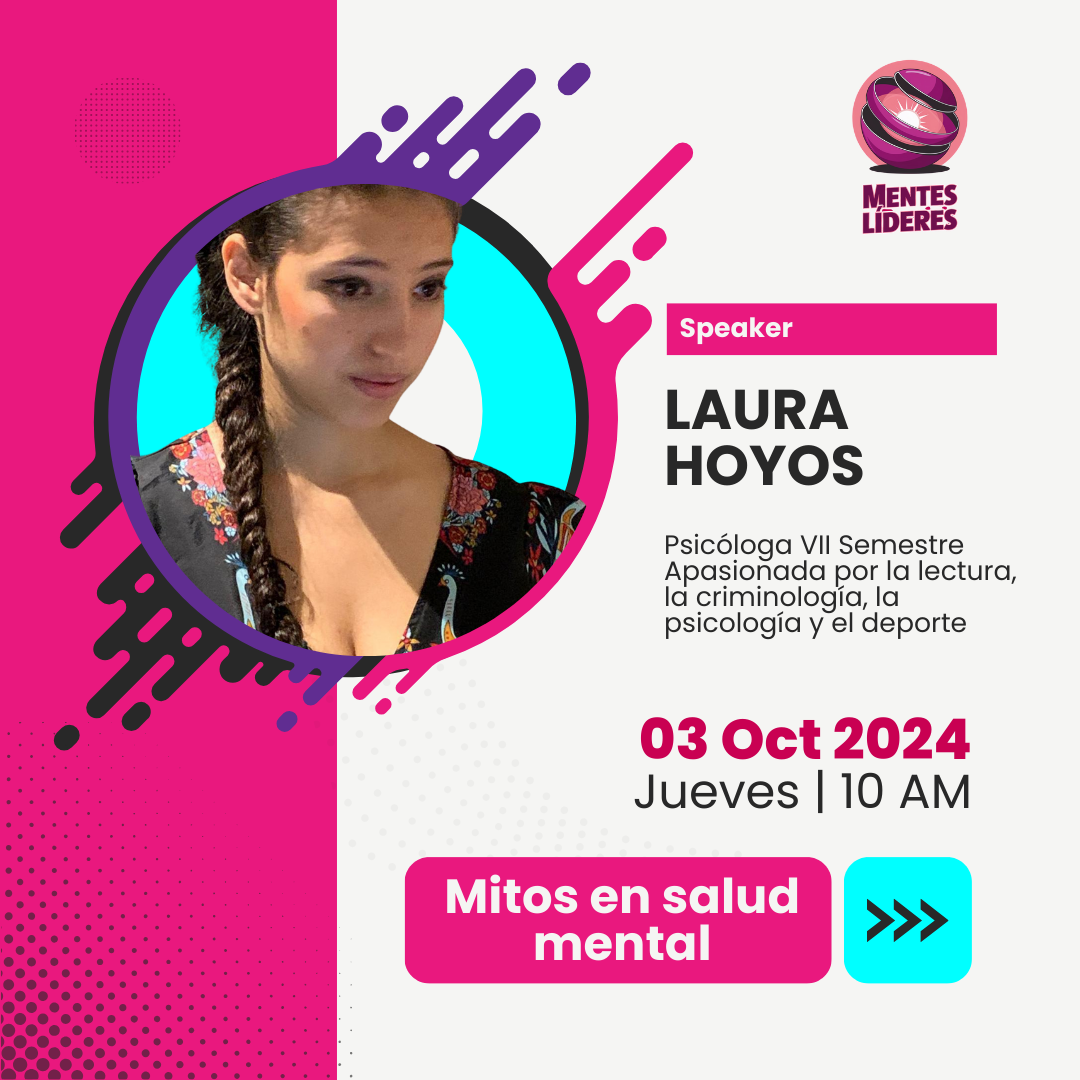 MENTES
LÍDERES
Speaker
LAURA
HOYOS
Psicóloga VII Semestre
Apasionada por la lectura,
la criminología, la
psicología y el deporte
03 Oct 2024
Jueves | 10 AM
Mitos en salud
mental